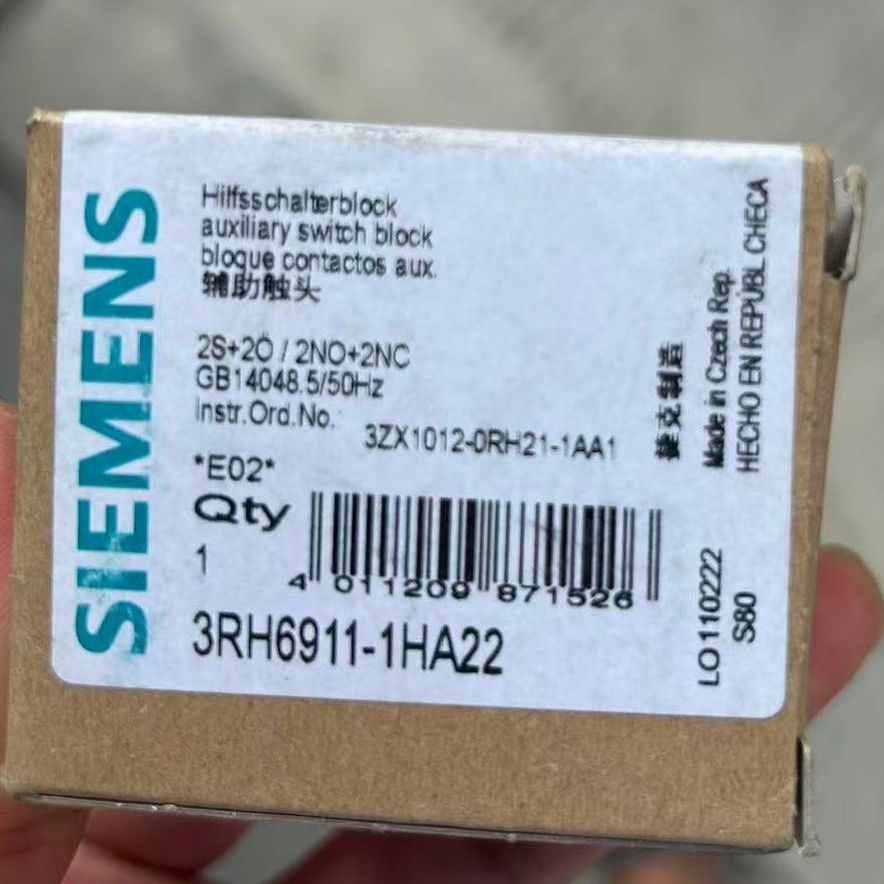 SIEMENS
Hilfsschalterblock
auxiliary switch block
bloque contactos aux.
辅助触头
2S+2Ö / 2NO+2NC
GB14048.5/50Hz
Instr.Ord.No.
3ZX1012-0RH21-1AA1
*E02*
Qty
1
4 011209 871526
3RH6911-1HA22
捷克制造
Made in Czech Rep.
HECHO EN REPÚBL CHECA
LO110222
S80